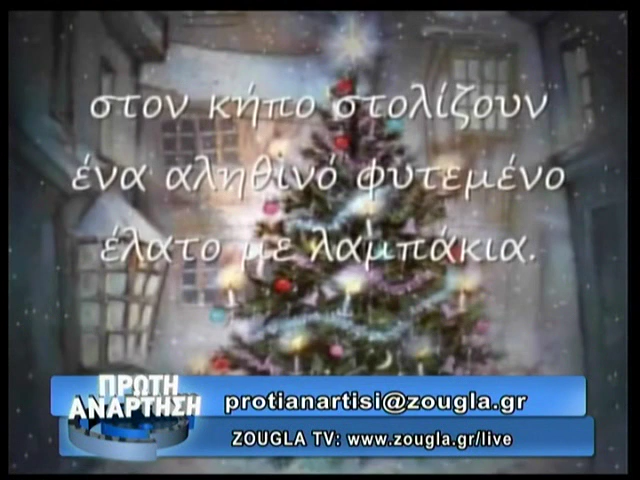 στον κήπο στολίζουν
ένα αληθινό φυτεμένο
έλατο με λαμπάκια.
ΠΡΩΤΗ
ΑΝΑΡΤΗΣΗ
protianartisi@zougla.gr
ZOUGLA TV: www.zougla.gr/live